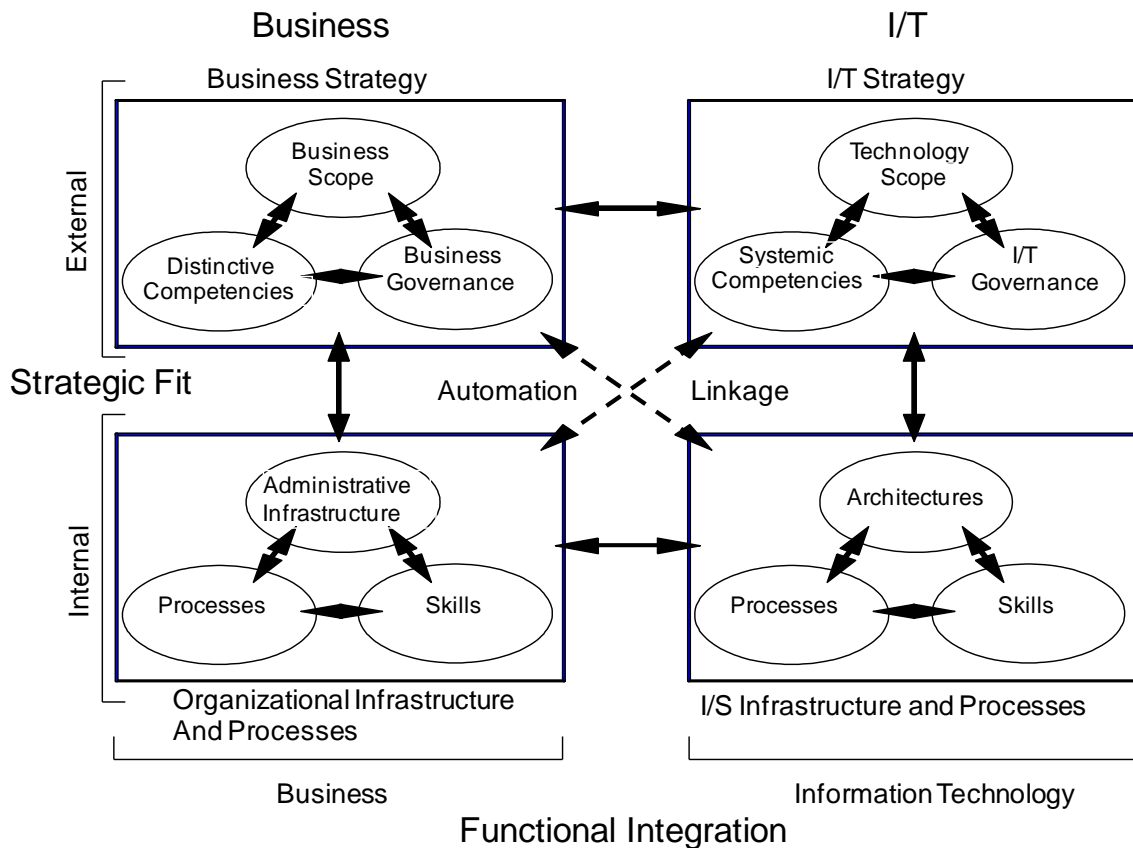 Business
I/T
Business Strategy
I/T Strategy
External
Business
Scope
Distinctive
Competencies
Business
Governance
Technology
Scope
Systemic
Competencies
I/T
Governance
Strategic Fit
Automation
Linkage
Internal
Administrative
Infrastructure
Processes
Skills
Architectures
Processes
Skills
Organizational Infrastructure
And Processes
I/S Infrastructure and Processes
Business
Information Technology
Functional Integration